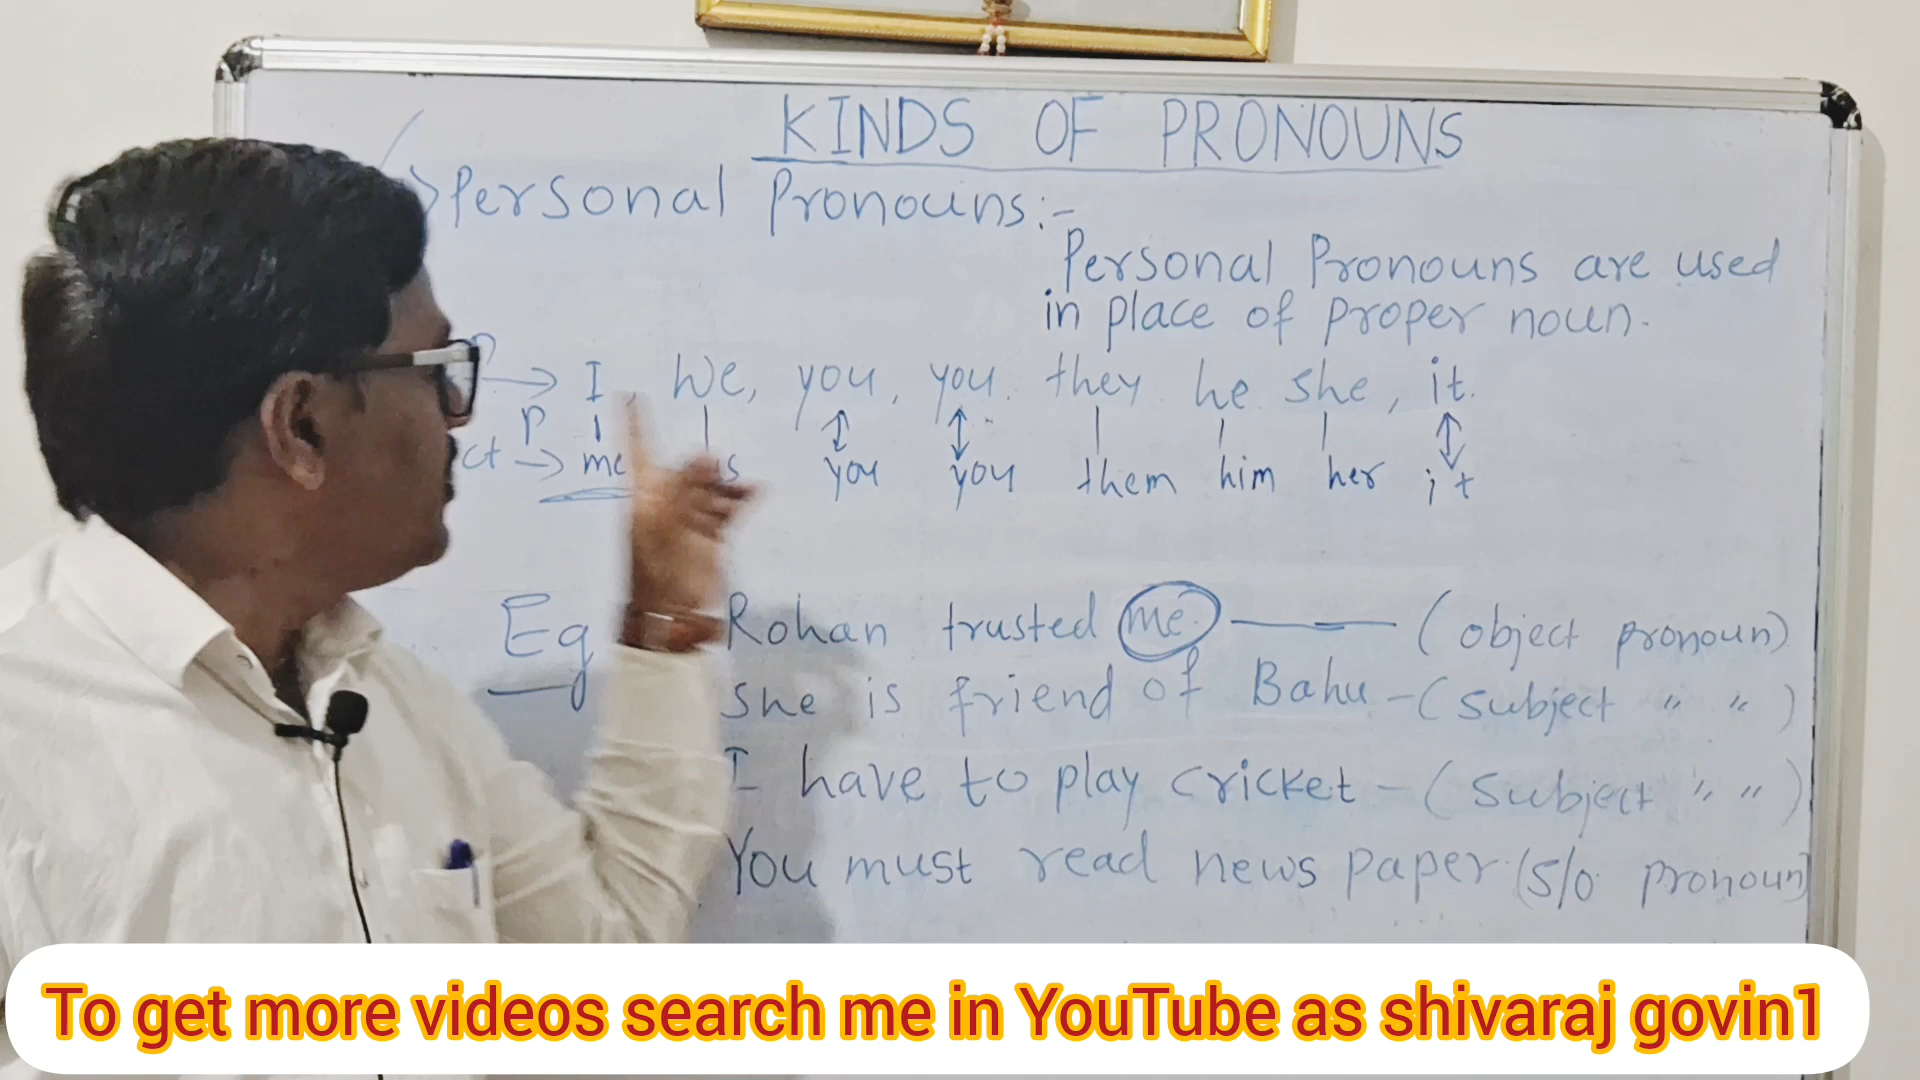 KINDS OF PRONOUNS
Personal Pronouns:-
Personal Pronouns are used
in place of proper noun.
P → I, We, you, you. they he she, it.
ct P → me us you you them him her it
Eg Rohan trusted me. — (object pronoun)
She is friend of Bahu - (subject " ")
I have to play cricket - (Subject " ")
You must read news paper (S/O pronoun)
To get more videos search me in YouTube as shivaraj govin1